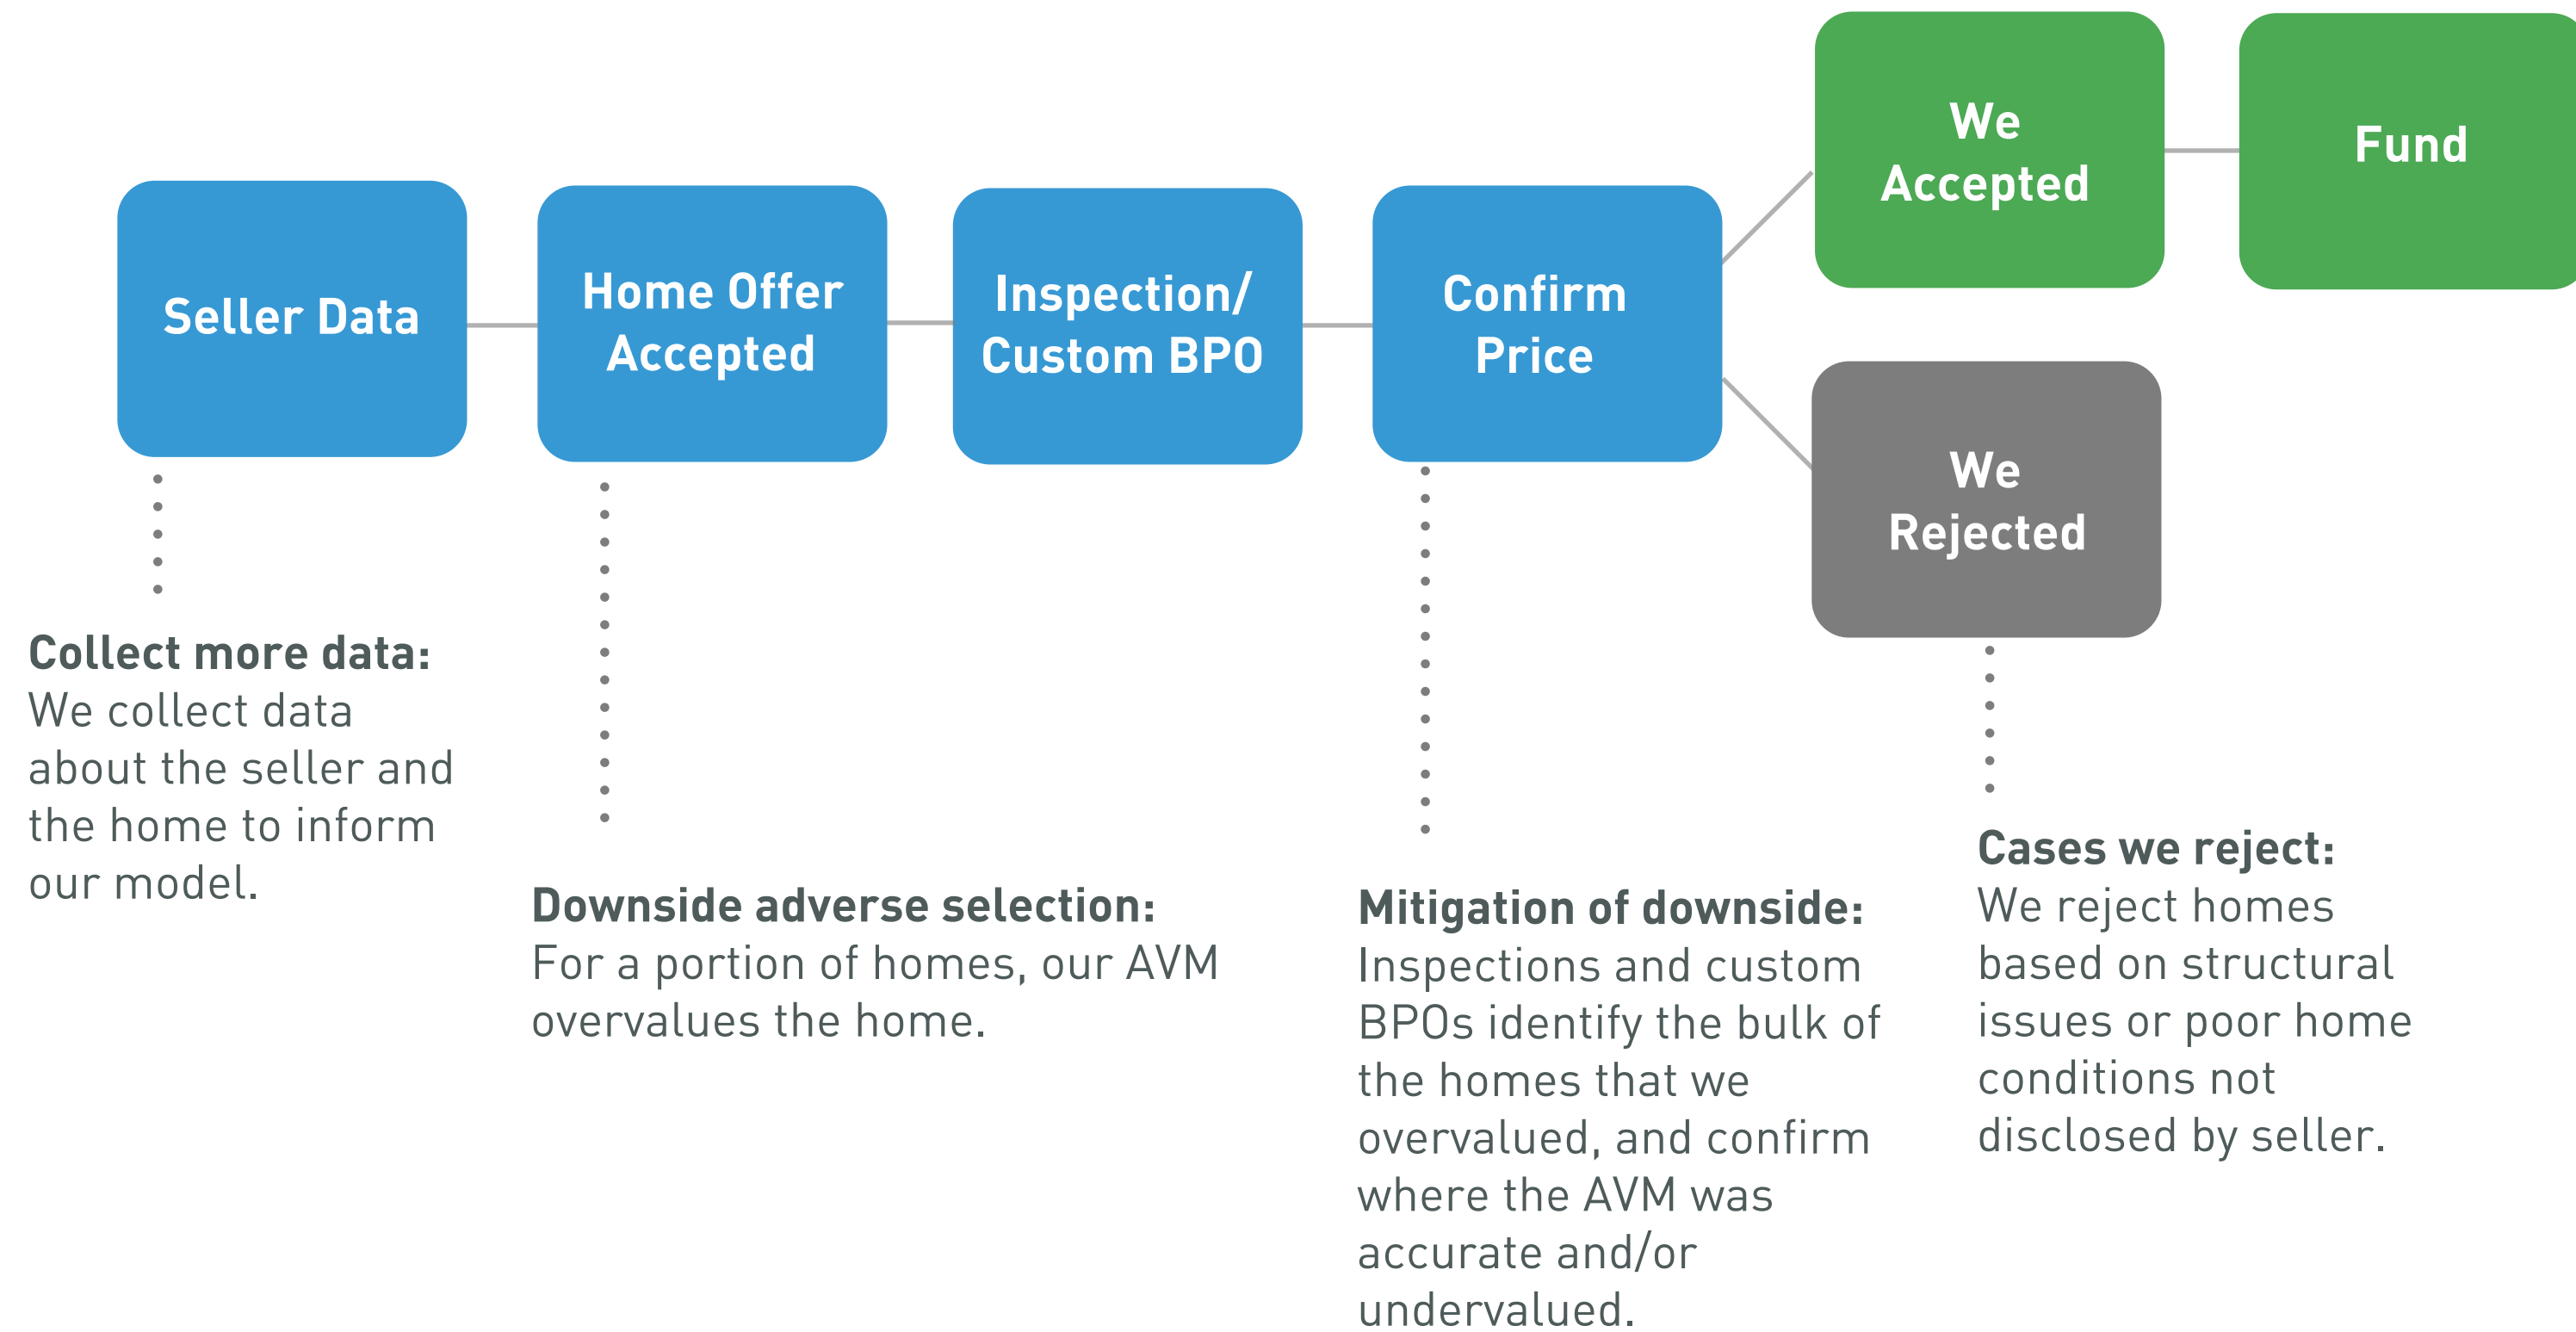 We
Accepted
Fund
Seller Data
Home Offer
Accepted
Inspection/
Custom BPO
Confirm
Price
We
Rejected
Collect more data:
We collect data
about the seller and
the home to inform
our model.
Downside adverse selection:
For a portion of homes, our AVM
overvalues the home.
Mitigation of downside:
Inspections and custom
BPOs identify the bulk of
the homes that we
overvalued, and confirm
where the AVM was
accurate and/or
undervalued.
Cases we reject:
We reject homes
based on structural
issues or poor home
conditions not
disclosed by seller.